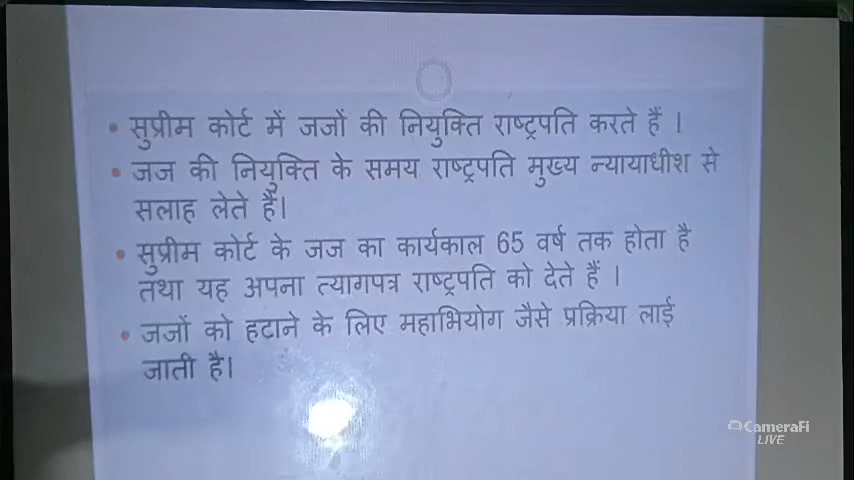 • सुप्रीम कोर्ट में जजों की नियुक्ति राष्ट्रपति करते हैं ।
• जज की नियुक्ति के समय राष्ट्रपति मुख्य न्यायाधीश से
सलाह लेते हैं।
• सुप्रीम कोर्ट के जज का कार्यकाल 65 वर्ष तक होता है
तथा यह अपना त्यागपत्र राष्ट्रपति को देते हैं ।
• जजों को हटाने के लिए महाभियोग जैसे प्रक्रिया लाई
जाती है।
CameraFi
LIVE